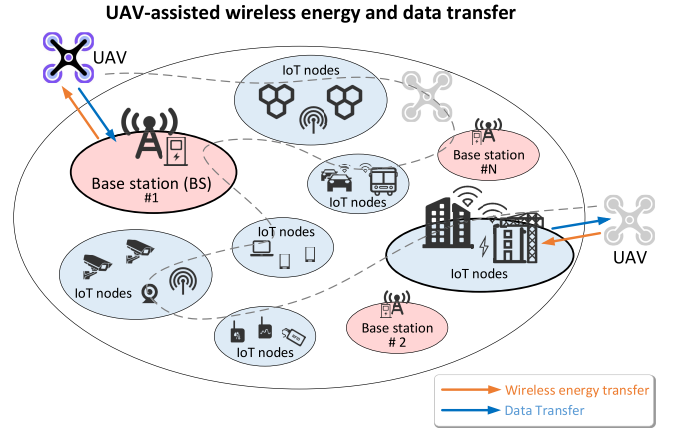 UAV-assisted wireless energy and data transfer
UAV
IoT nodes
Base station (BS)
#1
Base station
#N
IoT nodes
IoT nodes
IoT nodes
IoT nodes
UAV
Base station
# 2
IoT nodes
Wireless energy transfer
Data Transfer